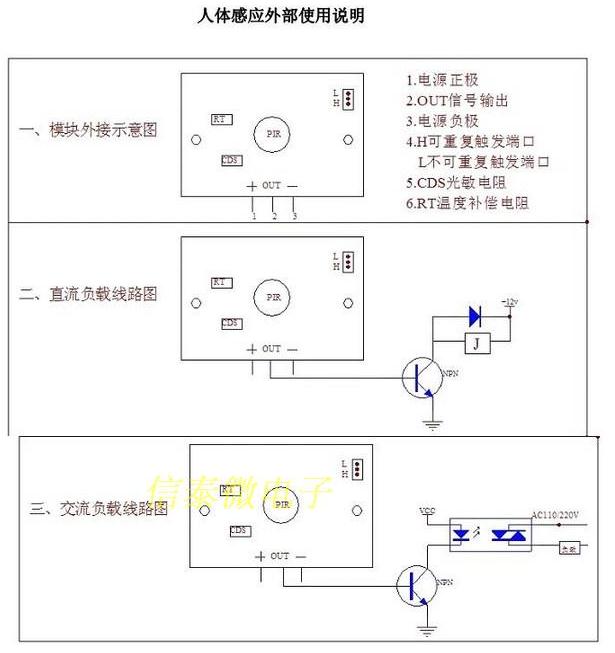 人体感应外部使用说明
一、模块外接示意图
L
H
RT
PIR
CDS
+ OUT −
1 2 3
1.电源正极
2.OUT信号输出
3.电源负极
4.H可重复触发端口
L不可重复触发端口
5.CDS光敏电阻
6.RT温度补偿电阻
二、直流负载线路图
L
H
RT
PIR
CDS
+ OUT −
+12v
J
NPN
三、交流负载线路图
信泰微电子
L
H
RT
PIR
CDS
+ OUT −
VCC
AC110/220V
负载
NPN